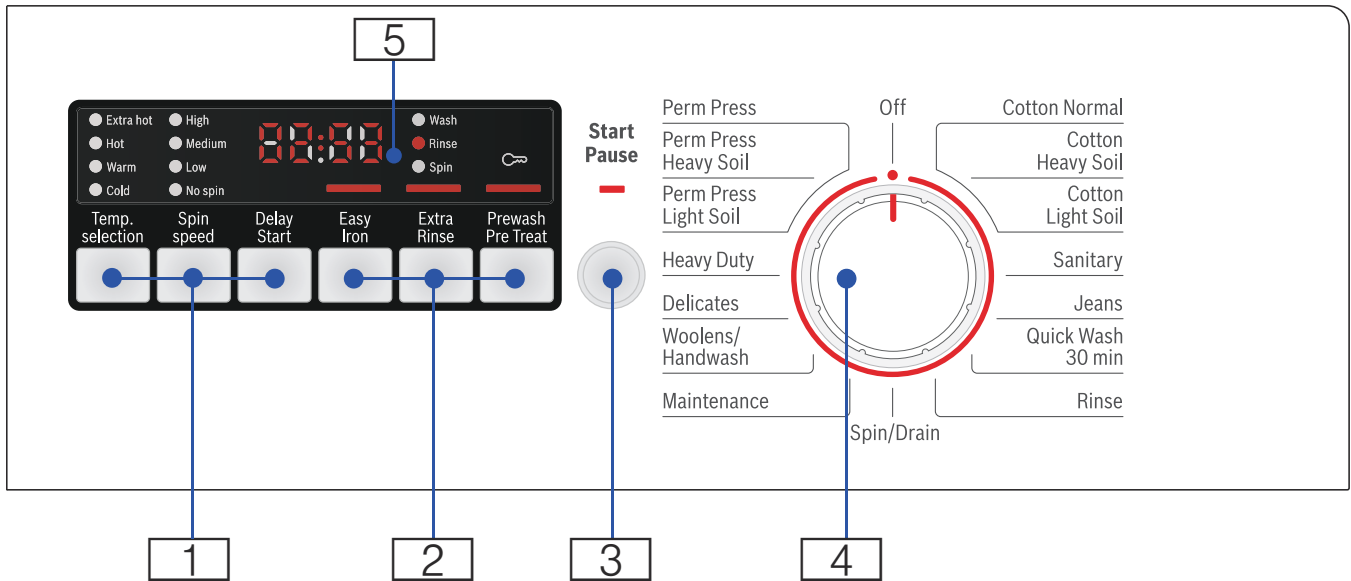 5
Extra hot
Hot
Warm
Cold
High
Medium
Low
No spin
Wash
Rinse
Spin
Temp.
selection
Spin
speed
Delay
Start
Easy
Iron
Extra
Rinse
Prewash
Pre Treat
Start
Pause
Perm Press
Perm Press
Heavy Soil
Perm Press
Light Soil
Heavy Duty
Delicates
Woolens/
Handwash
Maintenance
Off
Spin/Drain
Cotton Normal
Cotton
Heavy Soil
Cotton
Light Soil
Sanitary
Jeans
Quick Wash
30 min
Rinse
1
2
3
4